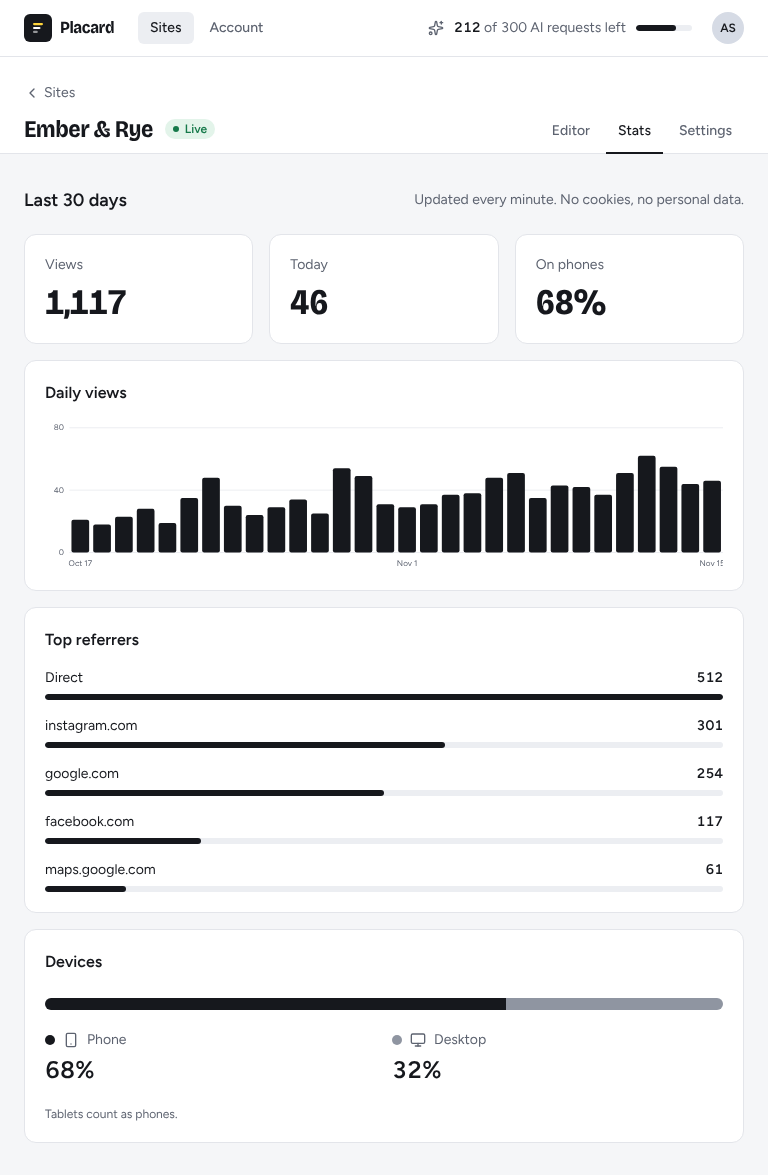 Placard
Sites
Account
212 of 300 AI requests left
AS
Sites
Ember & Rye
Live
Editor
Stats
Settings
Last 30 days
Updated every minute. No cookies, no personal data.
Views
1,117
Today
46
On phones
68%
Daily views
80
40
0
Oct 17
Nov 1
Nov 15
Top referrers
Direct
512
instagram.com
301
google.com
254
facebook.com
117
maps.google.com
61
Devices
Phone
68%
Desktop
32%
Tablets count as phones.